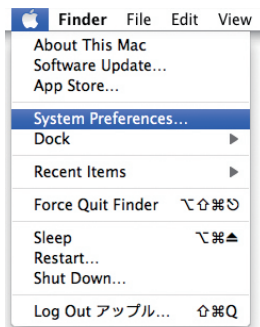 Finder File Edit View
About This Mac
Software Update...
App Store...
System Preferences...
Dock
Recent Items
Force Quit Finder ⌥⇧⌘⎋
Sleep ⌥⌘⏏
Restart...
Shut Down...
Log Out アップル... ⇧⌘Q